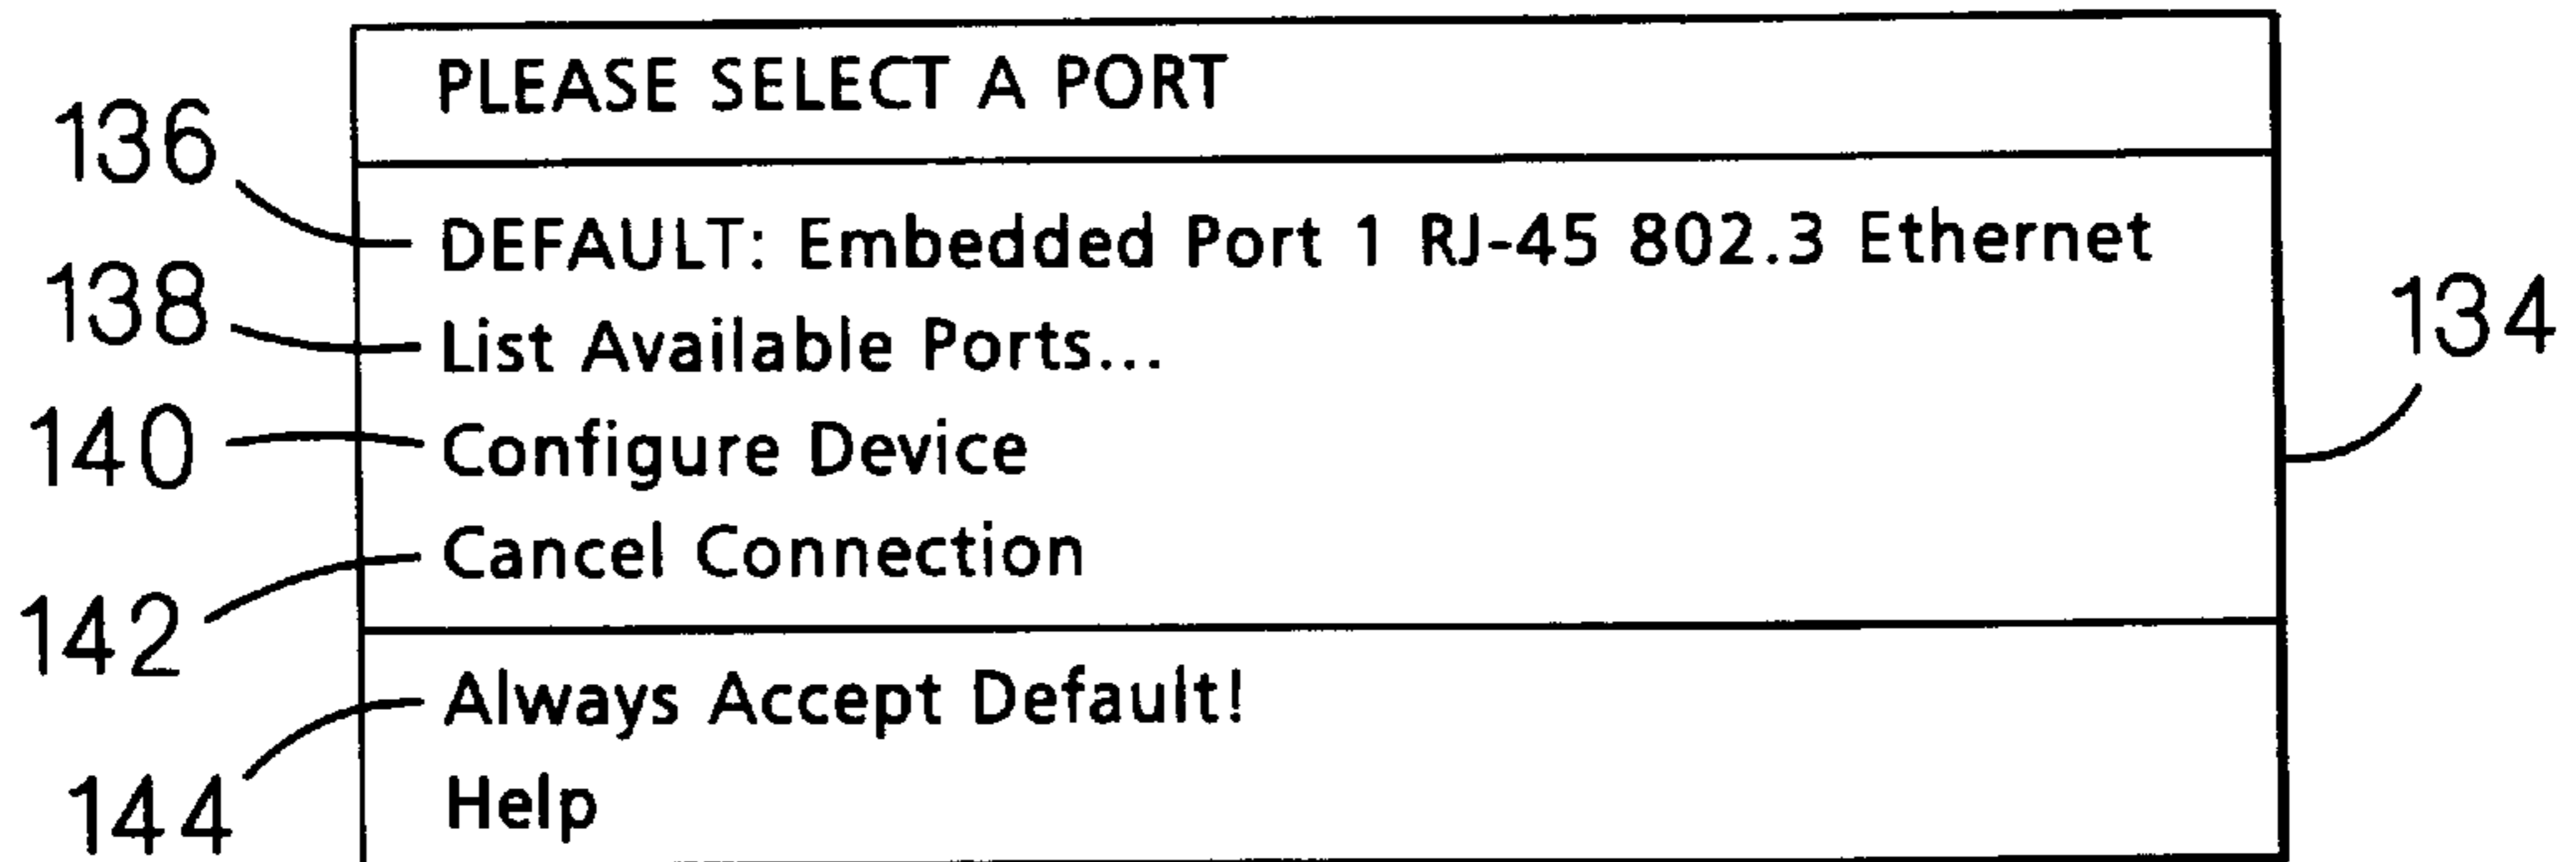 PLEASE SELECT A PORT
136
DEFAULT: Embedded Port 1 RJ-45 802.3 Ethernet
138
List Available Ports...
134
140
Configure Device
142
Cancel Connection
144
Always Accept Default!
Help